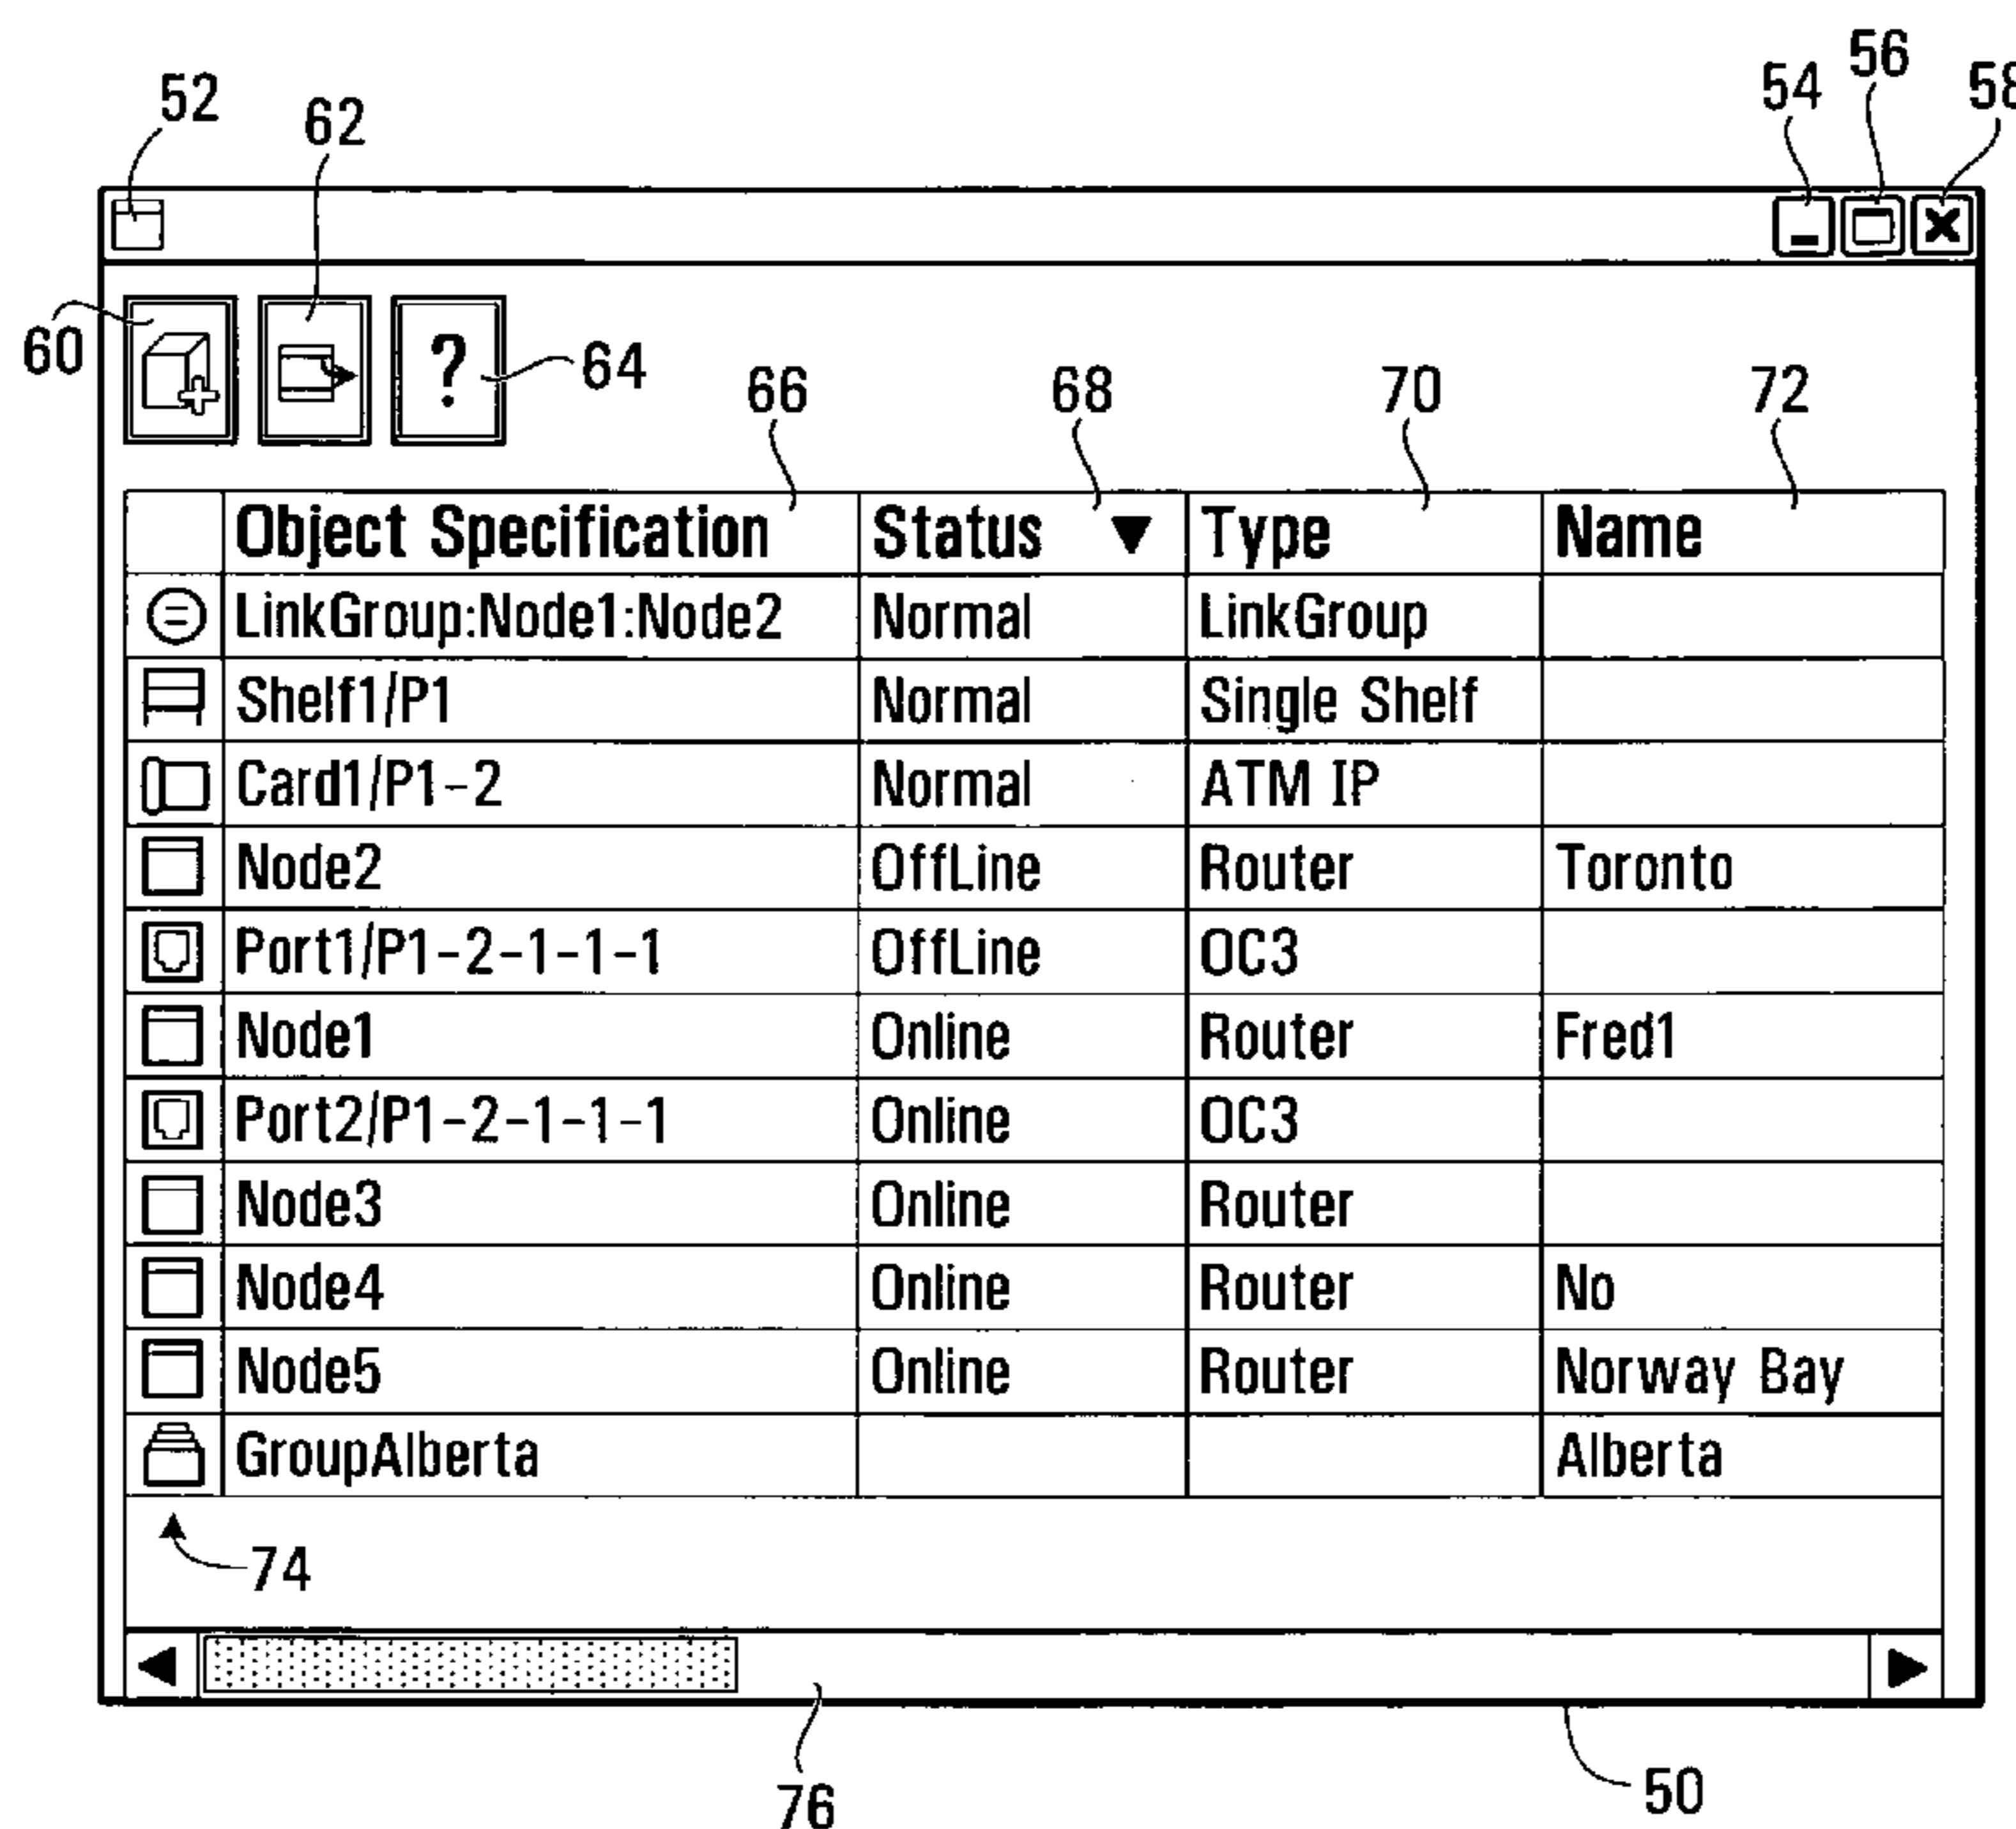 52
62
54
56
58
60
?
64
66
68
70
72
Object Specification Status ▼ Type Name
LinkGroup:Node1:Node2 Normal LinkGroup
Shelf1/P1 Normal Single Shelf
Card1/P1-2 Normal ATM IP
Node2 OffLine Router Toronto
Port1/P1-2-1-1-1 OffLine OC3
Node1 Online Router Fred1
Port2/P1-2-1-1-1 Online OC3
Node3 Online Router
Node4 Online Router No
Node5 Online Router Norway Bay
GroupAlberta Alberta
74
76
50